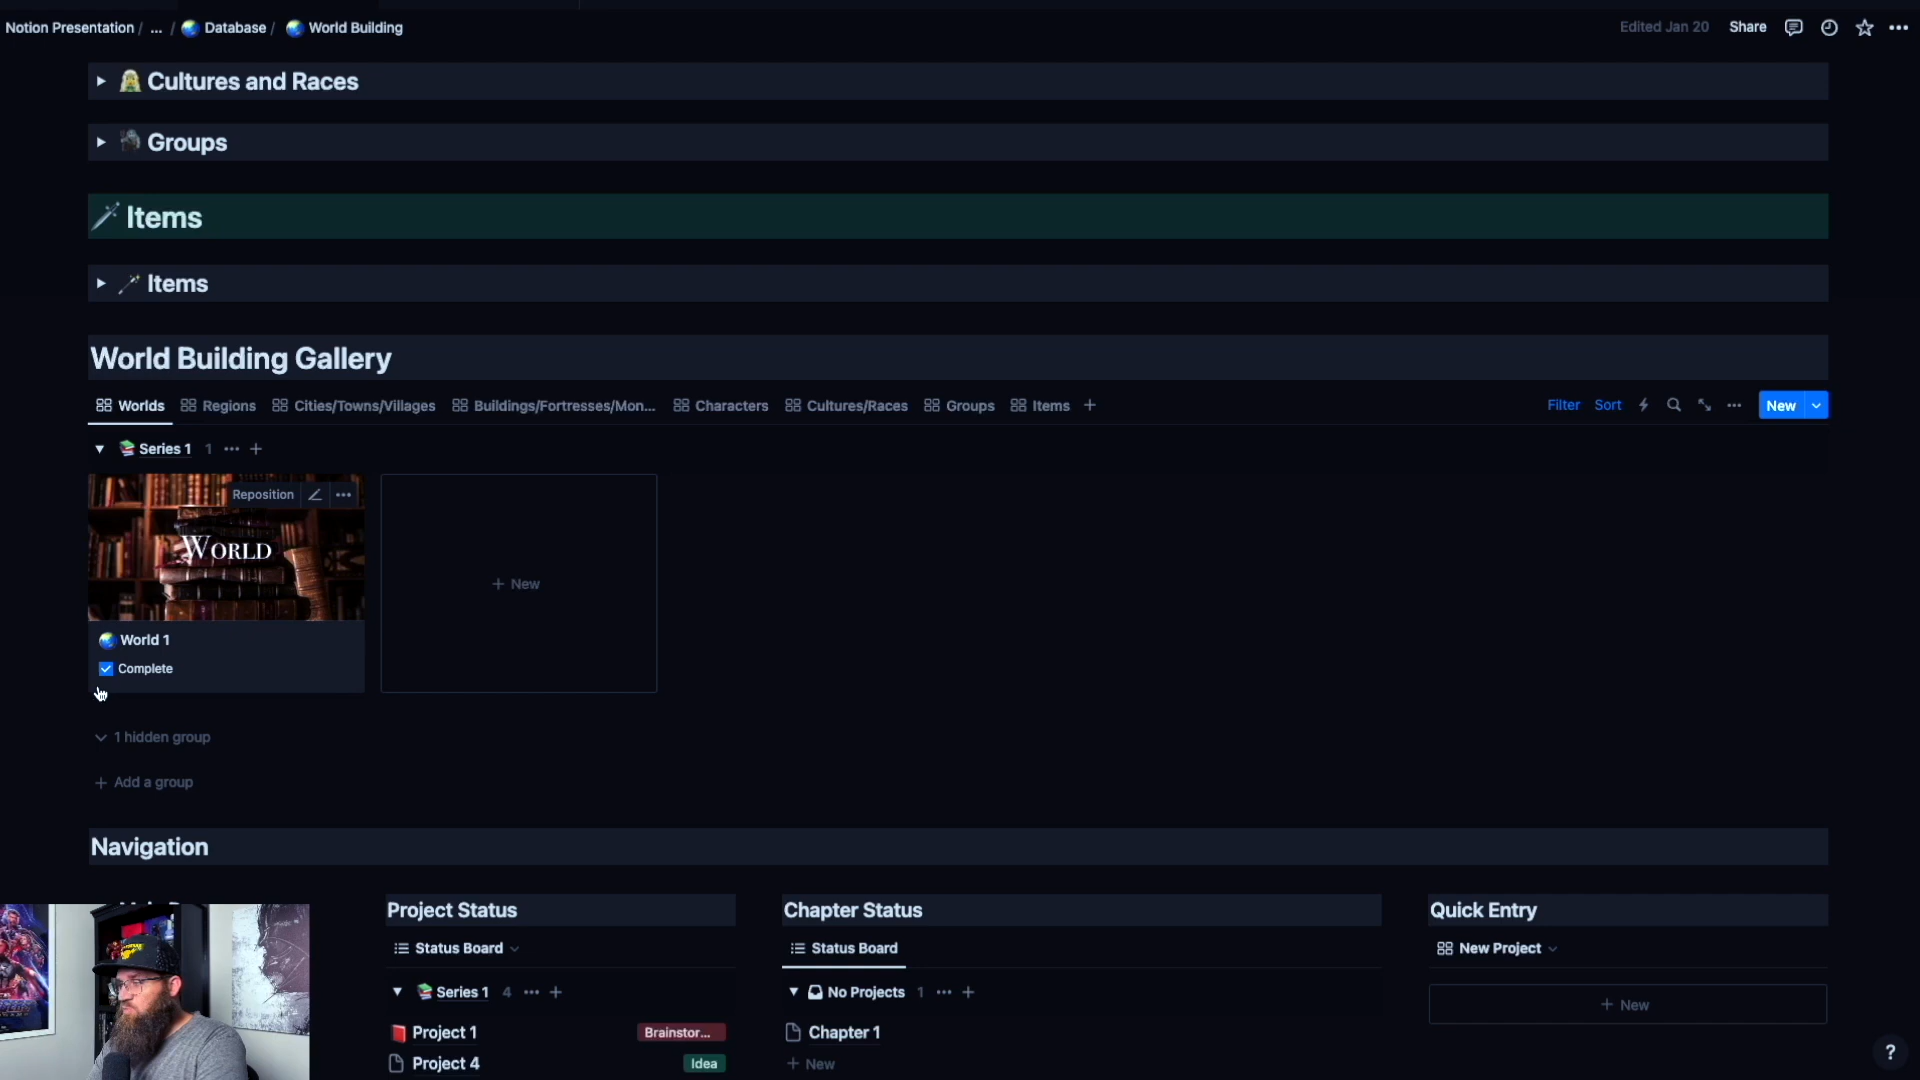 Notion Presentation / ... / Database / World Building
Edited Jan 20 Share
Cultures and Races
Groups
Items
Items
World Building Gallery
Worlds Regions Cities/Towns/Villages Buildings/Fortresses/Mon... Characters Cultures/Races Groups Items +
Filter Sort New
Series 1 1 ... +
Reposition
WORLD
+ New
World 1
Complete
1 hidden group
+ Add a group
Navigation
Project Status
Chapter Status
Quick Entry
Status Board
Status Board
New Project
Series 1 4 ... +
No Projects 1 ... +
+ New
Project 1 Brainstor...
Chapter 1
Project 4 Idea
+ New
?